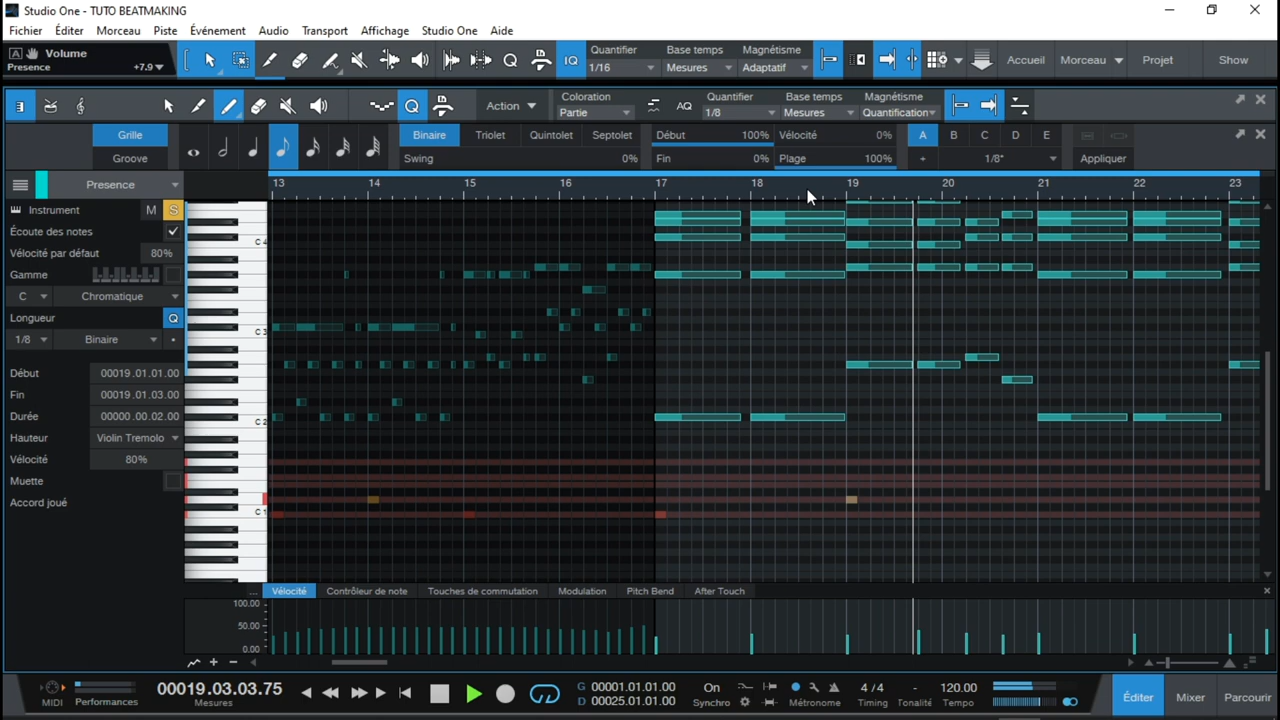 Studio One - TUTO BEATMAKING
Fichier Éditer Morceau Piste Événement Audio Transport Affichage Studio One Aide
A Volume
Presence +7.9
IQ
Quantifier Base temps Magnétisme
1/16 Mesures Adaptatif
Accueil Morceau Projet Show
Q Action
Coloration
Partie
AQ
Quantifier Base temps Magnétisme
1/8 Mesures Quantification
Grille
Groove
Binaire Triolet Quintolet Septolet
Swing 0%
Début 100% Vélocité 0%
Fin 0% Plage 100%
A B C D E
+ 1/8* Appliquer
Presence
13 14 15 16 17 18 19 20 21 22 23
Instrument M S
Écoute des notes
Vélocité par défaut 80%
Gamme
C Chromatique
Longueur Q
1/8 Binaire
Début 00019.01.01.00
Fin 00019.01.03.00
Durée 00000.00.02.00
Hauteur Violin Tremolo
Vélocité 80%
Muette
Accord joué
C 4
C 3
C 2
C 1
... Vélocité Contrôleur de note Touches de commutation Modulation Pitch Bend After Touch
100.00
50.00
0.00
MIDI Performances
00019.03.03.75
Mesures
G 00001.01.01.00
D 00025.01.01.00
On
Synchro
Métronome
4 / 4
Timing
-
Tonalité
120.00
Tempo
Éditer Mixer Parcourir